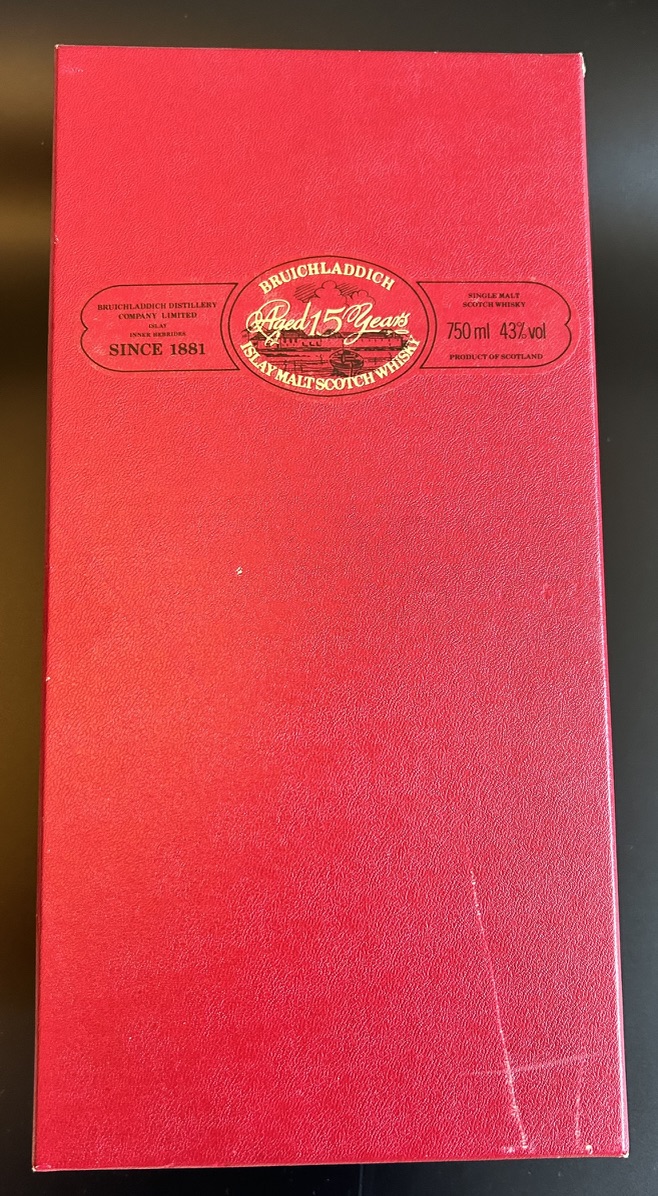 BRUICHLADDICH DISTILLERY
COMPANY LIMITED
ISLAY
INNER HEBRIDES
SINCE 1881
BRUICHLADDICH
Aged 15 Years
ISLAY MALT SCOTCH WHISKY
SINGLE MALT
SCOTCH WHISKY
750 ml 43% vol
PRODUCT OF SCOTLAND